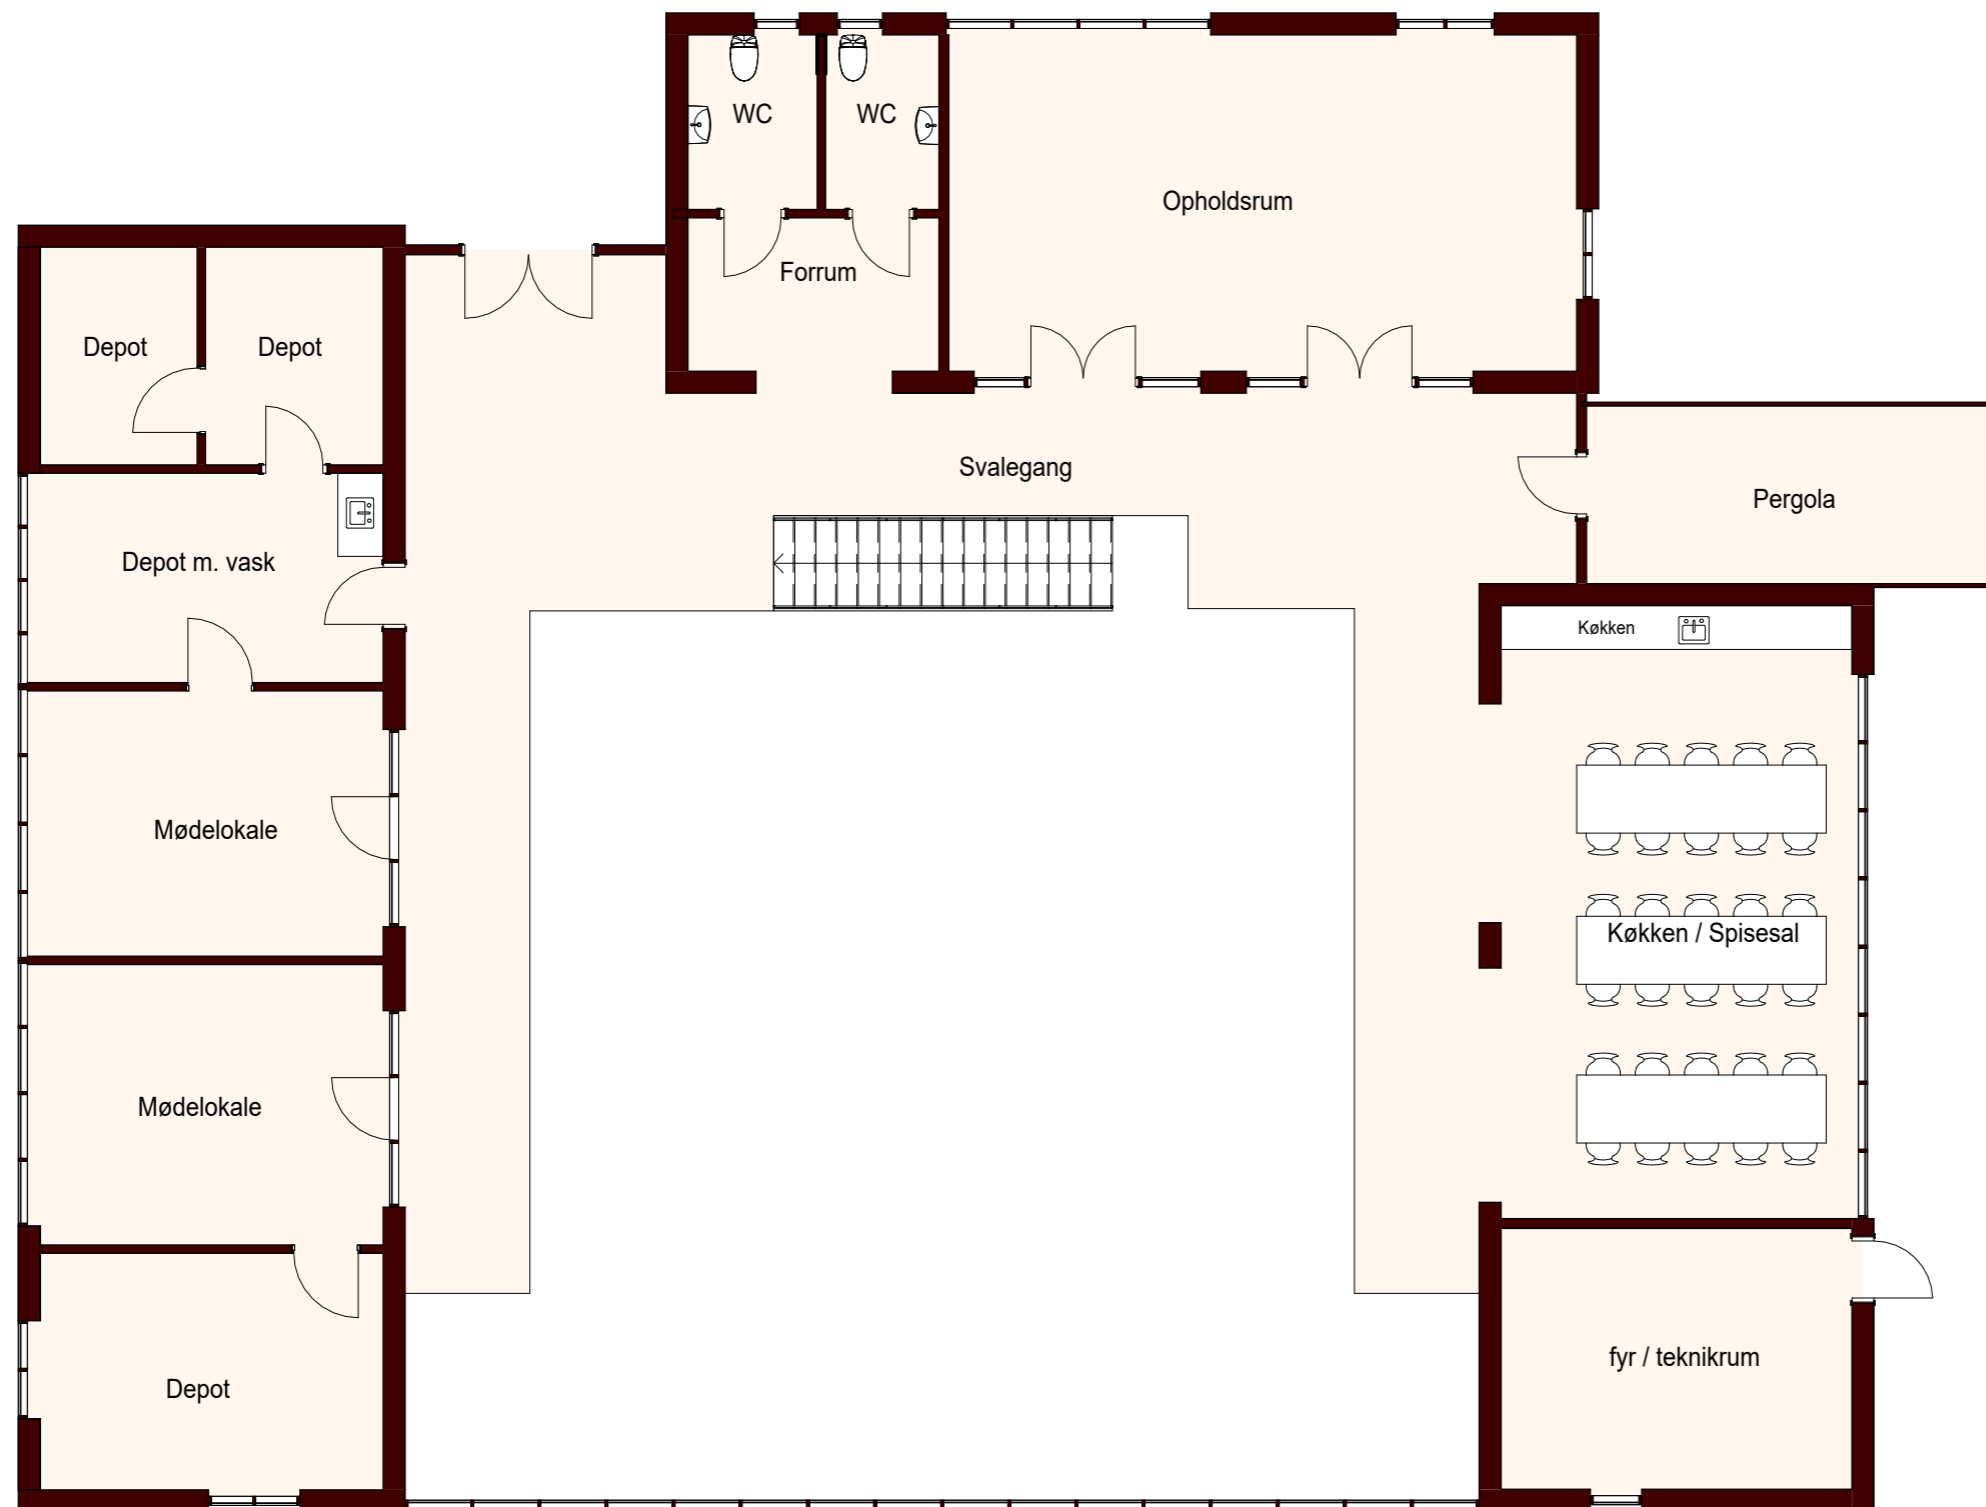 WC
WC
Opholdsrum
Forrum
Depot
Depot
Svalegang
Pergola
Depot m. vask
Køkken
Mødelokale
Køkken / Spisesal
Mødelokale
fyr / teknikrum
Depot